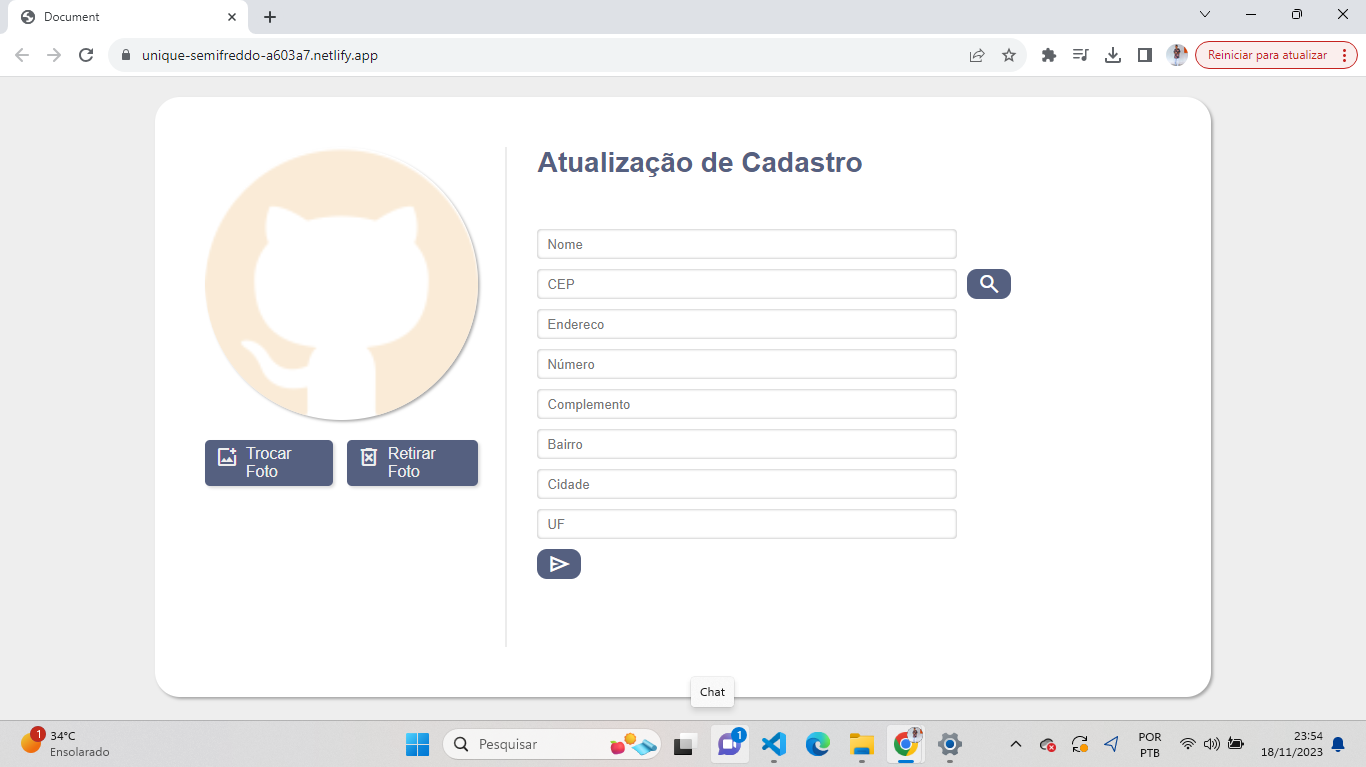 Document
unique-semifreddo-a603a7.netlify.app
Reiniciar para atualizar
Atualização de Cadastro
Nome
CEP
Endereco
Número
Complemento
Bairro
Cidade
UF
Trocar
Foto
Retirar
Foto
Chat
1
34°C
Ensolarado
Pesquisar
1
POR
PTB
23:54
18/11/2023